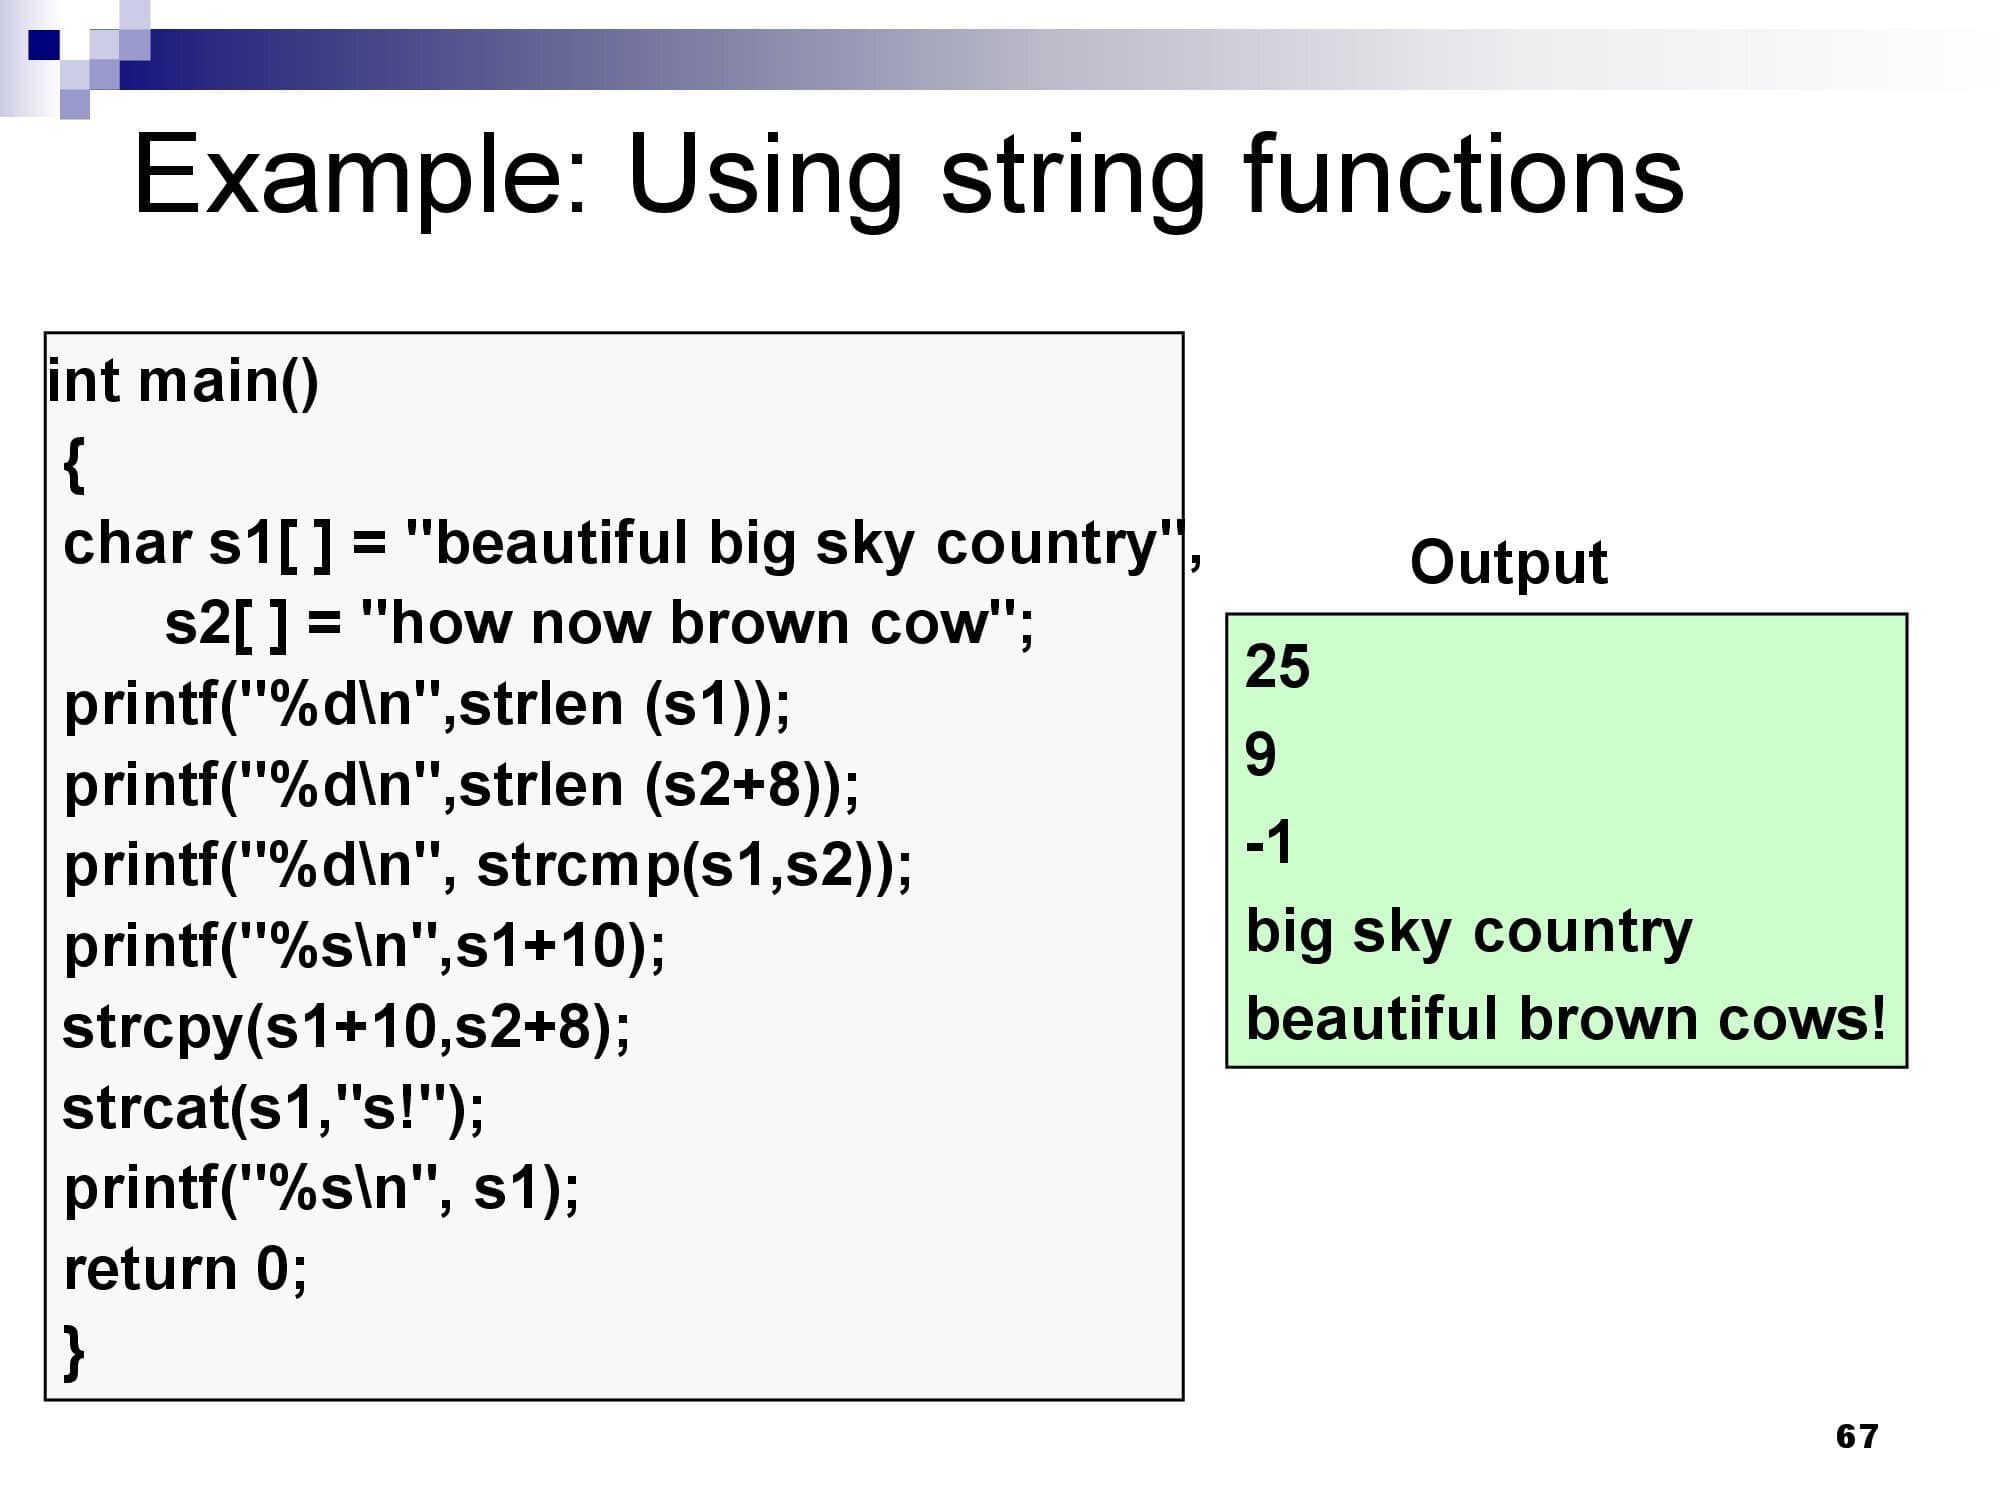 Example: Using string functions
int main()
{
char s1[ ] = "beautiful big sky country",
s2[ ] = "how now brown cow";
printf("%d\n",strlen (s1));
printf("%d\n",strlen (s2+8));
printf("%d\n", strcmp(s1,s2));
printf("%s\n",s1+10);
strcpy(s1+10,s2+8);
strcat(s1,"s!");
printf("%s\n", s1);
return 0;
}
Output
25
9
-1
big sky country
beautiful brown cows!
67